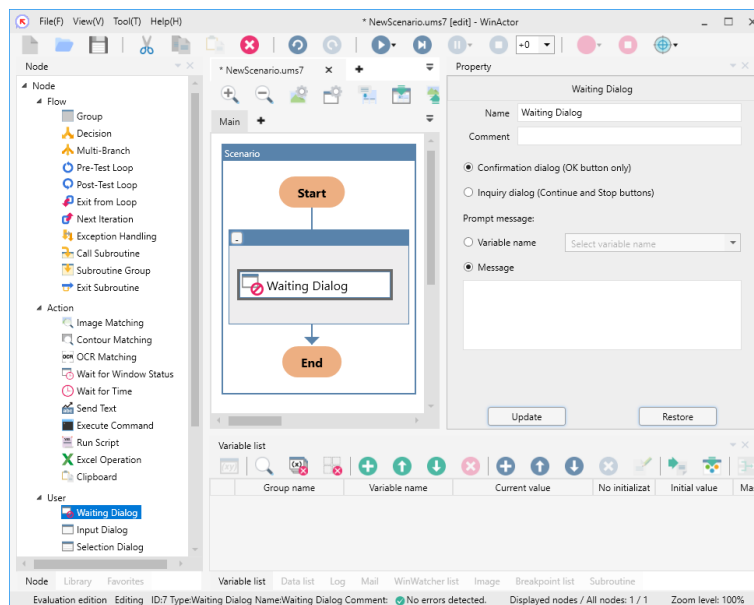 File(F) View(V) Tool(T) Help(H) * NewScenario.ums7 [edit] - WinActor
+0
Node
Node
Flow
Group
Decision
Multi-Branch
Pre-Test Loop
Post-Test Loop
Exit from Loop
Next Iteration
Exception Handling
Call Subroutine
Subroutine Group
Exit Subroutine
Action
Image Matching
Contour Matching
OCR OCR Matching
Wait for Window Status
Wait for Time
Send Text
Execute Command
Run Script
Excel Operation
Clipboard
User
Waiting Dialog
Input Dialog
Selection Dialog
Node Library Favorites
* NewScenario.ums7
Main
Scenario
Start
Waiting Dialog
End
Property
Waiting Dialog
Name Waiting Dialog
Comment
Confirmation dialog (OK button only)
Inquiry dialog (Continue and Stop buttons)
Prompt message:
Variable name Select variable name
Message
Update Restore
Variable list
Group name Variable name Current value No initializat Initial value Ma
Variable list Data list Log Mail WinWatcher list Image Breakpoint list Subroutine
Evaluation edition Editing ID:7 Type:Waiting Dialog Name:Waiting Dialog Comment: No errors detected. Displayed nodes / All nodes: 1 / 1 Zoom level: 100%